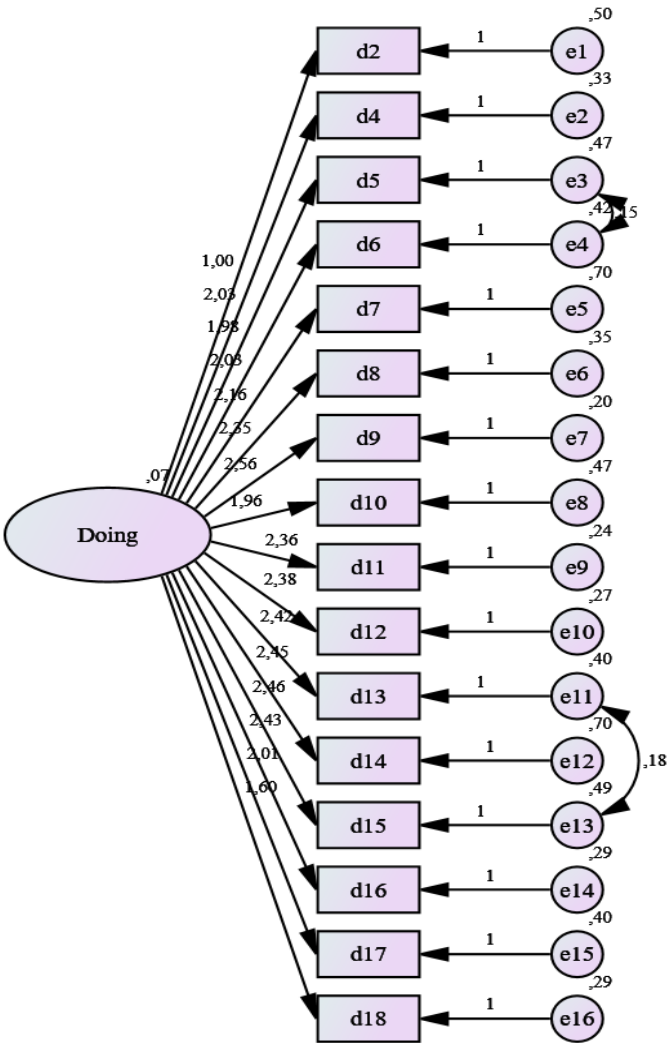 ,50
d2 1 e1
,33
d4 1 e2
,47
d5 1 e3
,42 ,15
d6 1 e4
,70
1,00
d7 1 e5
2,03
,35
1,98
d8 1 e6
2,03
,20
2,16
d9 1 e7
2,35
,47
2,56
,07
d10 1 e8
1,96
,24
Doing
2,36
d11 1 e9
2,38
,27
2,42
d12 1 e10
2,45
,40
2,46
d13 1 e11
2,43
,70
2,01
d14 1 e12
,18
1,60
,49
d15 1 e13
,29
d16 1 e14
,40
d17 1 e15
,29
d18 1 e16